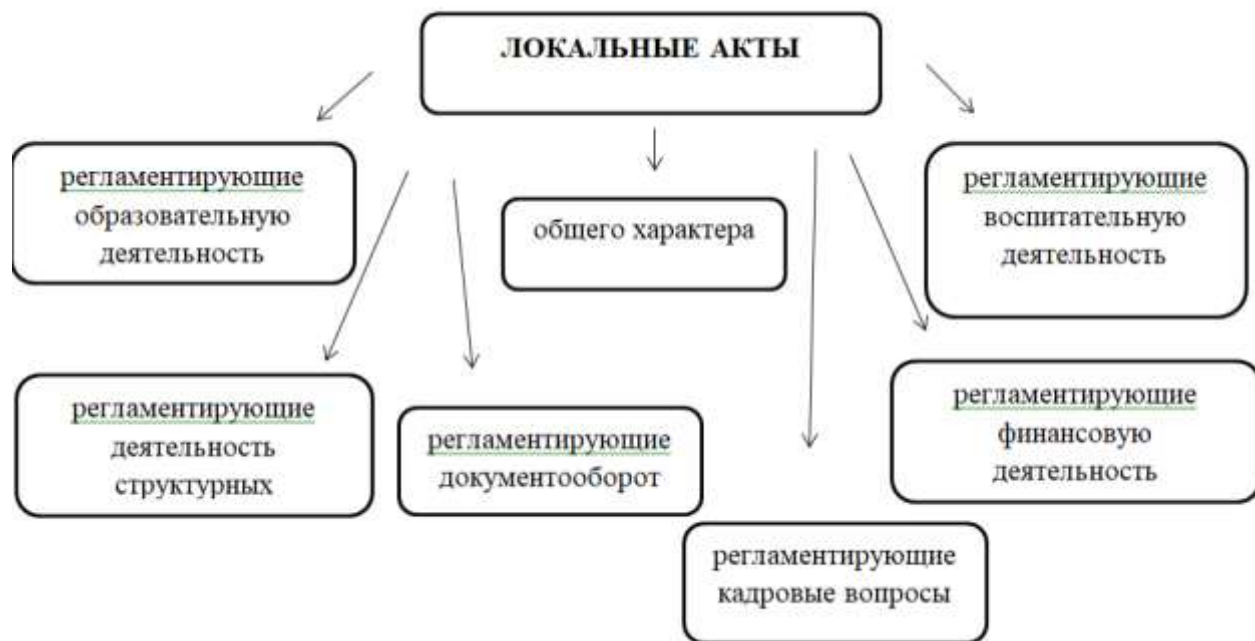 ЛОКАЛЬНЫЕ АКТЫ
регламентирующие
образовательную
деятельность
общего характера
регламентирующие
воспитательную
деятельность
регламентирующие
деятельность
структурных
регламентирующие
документооборот
регламентирующие
финансовую
деятельность
регламентирующие
кадровые вопросы